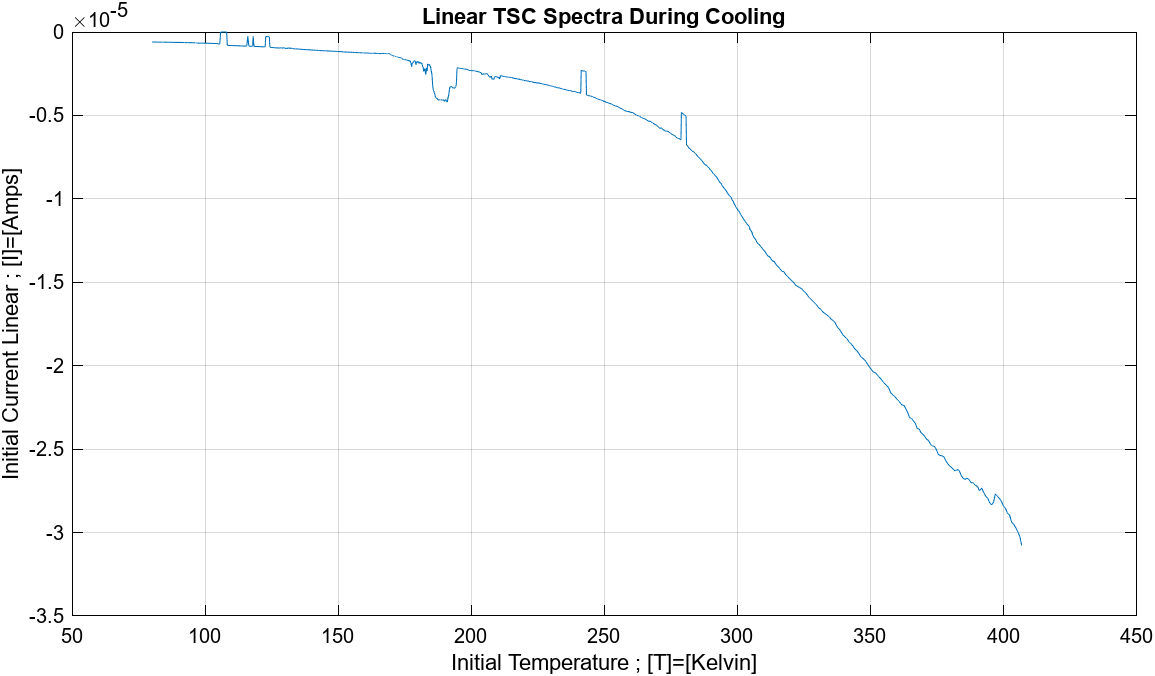 Linear TSC Spectra During Cooling
×10-5
0
-0.5
-1
-1.5
-2
-2.5
-3
-3.5
Initial Current Linear ; [I]=[Amps]
50 100 150 200 250 300 350 400 450
Initial Temperature ; [T]=[Kelvin]